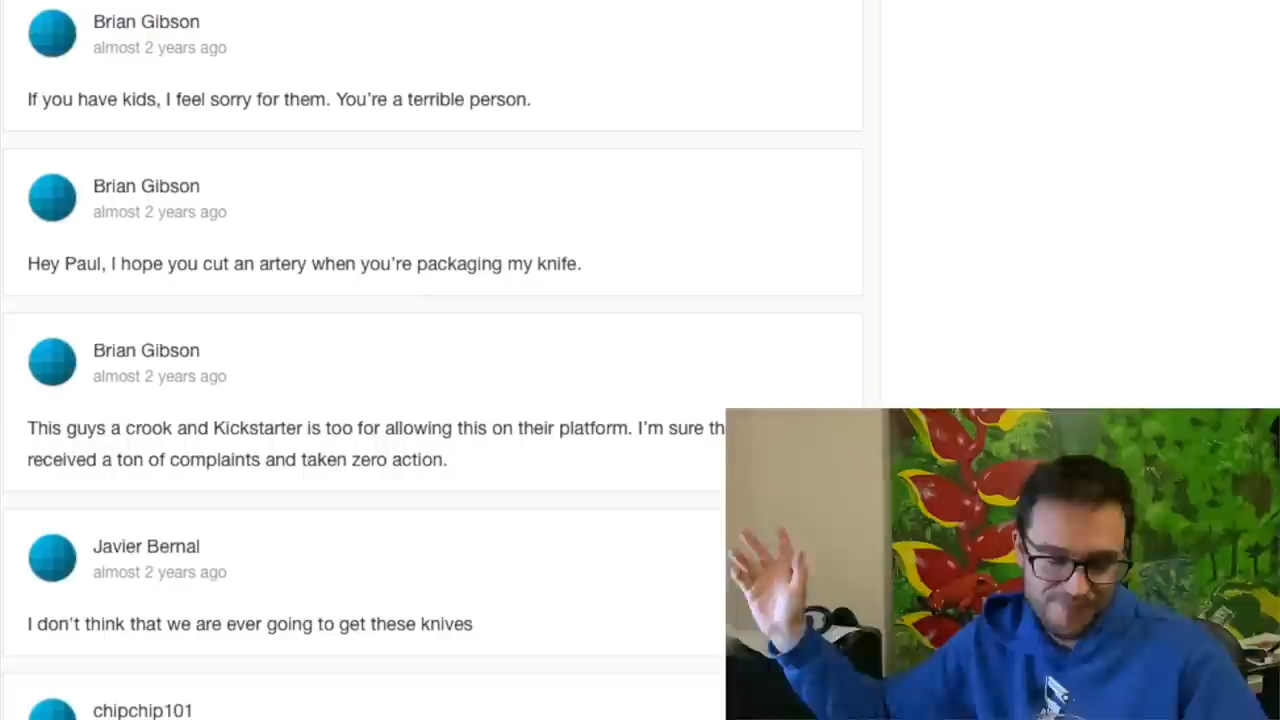 Brian Gibson
almost 2 years ago
If you have kids, I feel sorry for them. You're a terrible person.
Brian Gibson
almost 2 years ago
Hey Paul, I hope you cut an artery when you're packaging my knife.
Brian Gibson
almost 2 years ago
This guys a crook and Kickstarter is too for allowing this on their platform. I'm sure
received a ton of complaints and taken zero action.
Javier Bernal
almost 2 years ago
I don't think that we are ever going to get these knives
chipchip101